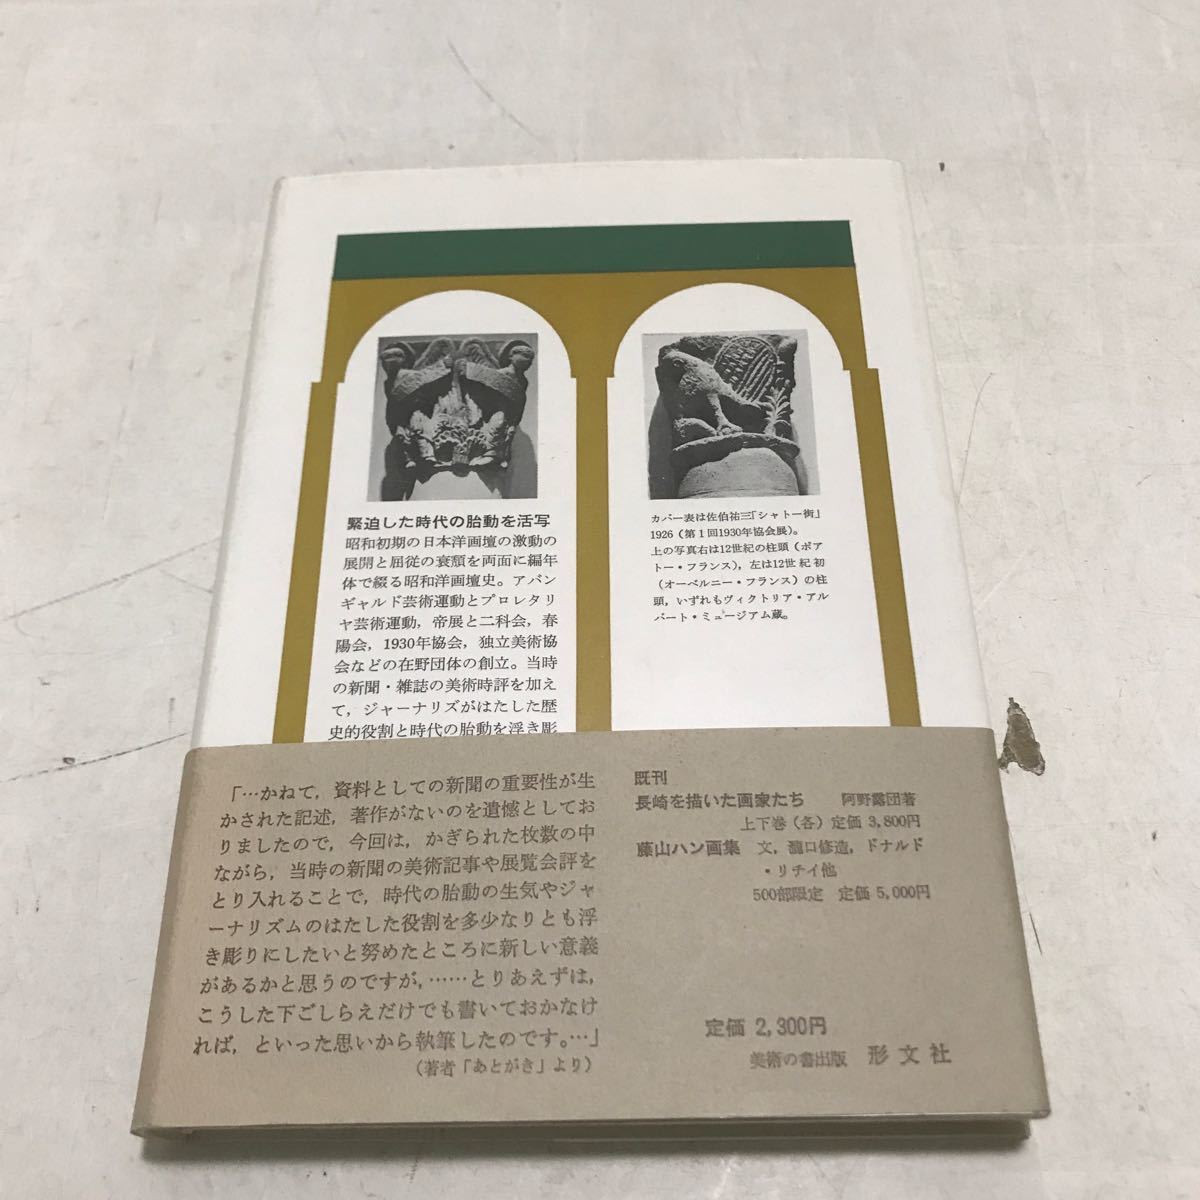 緊迫した時代の胎動を活写
昭和初期の日本洋画壇の激動の
展開と屈従の衰頽を両面に編年
体で綴る昭和洋画壇史。アバン
ギャルド芸術運動とプロレタリ
ヤ芸術運動，帝展と二科会，春
陽会，1930年協会，独立美術協
会などの在野団体の創立。当時
の新聞・雑誌の美術時評を加え
て，ジャーナリズがはたした歴
史的役割と時代の胎動を浮き彫
カバー表は佐伯祐三「シャトー街」
1926（第1回1930年協会展）。
上の写真右は12世紀の柱頭（ポア
トー・フランス），左は12世紀初
（オーベルニー・フランス）の柱
頭，いずれもヴィクトリア・アル
バート・ミュージアム蔵。
「…かねて，資料としての新聞の重要性が生
かされた記述，著作がないのを遺憾としてお
りましたので，今回は，かぎられた枚数の中
ながら，当時の新聞の美術記事や展覧会評を
とり入れることで，時代の胎動の生気やジャ
ーナリズムのはたした役割を多少なりとも浮
き彫りにしたいと努めたところに新しい意義
があるかと思うのですが，……とりあえずは，
こうした下ごしらえだけでも書いておかなけ
れば，といった思いから執筆したのです。…」
（著者「あとがき」より）
既刊
長崎を描いた画家たち　阿野露団著
上下巻（各）定価 3,800円
藤山ハン画集　文，瀧口修造，ドナルド
・リチイ他
500部限定　定価 5,000円
定価 2,300円
美術の書出版　形文社